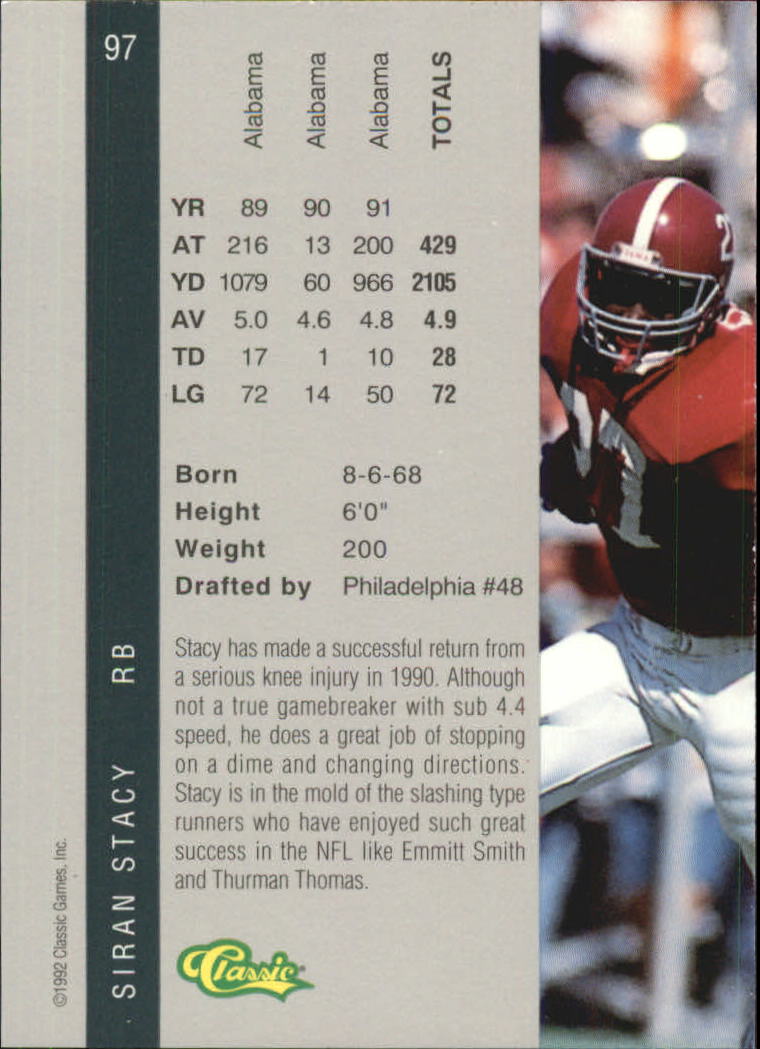 97
SIRAN STACY RB
©1992 Classic Games, Inc.
Alabama Alabama Alabama TOTALS
YR 89 90 91
AT 216 13 200 429
YD 1079 60 966 2105
AV 5.0 4.6 4.8 4.9
TD 17 1 10 28
LG 72 14 50 72
Born 8-6-68
Height 6'0"
Weight 200
Drafted by Philadelphia #48
Stacy has made a successful return from
a serious knee injury in 1990. Although
not a true gamebreaker with sub 4.4
speed, he does a great job of stopping
on a dime and changing directions.
Stacy is in the mold of the slashing type
runners who have enjoyed such great
success in the NFL like Emmitt Smith
and Thurman Thomas.
Classic
27